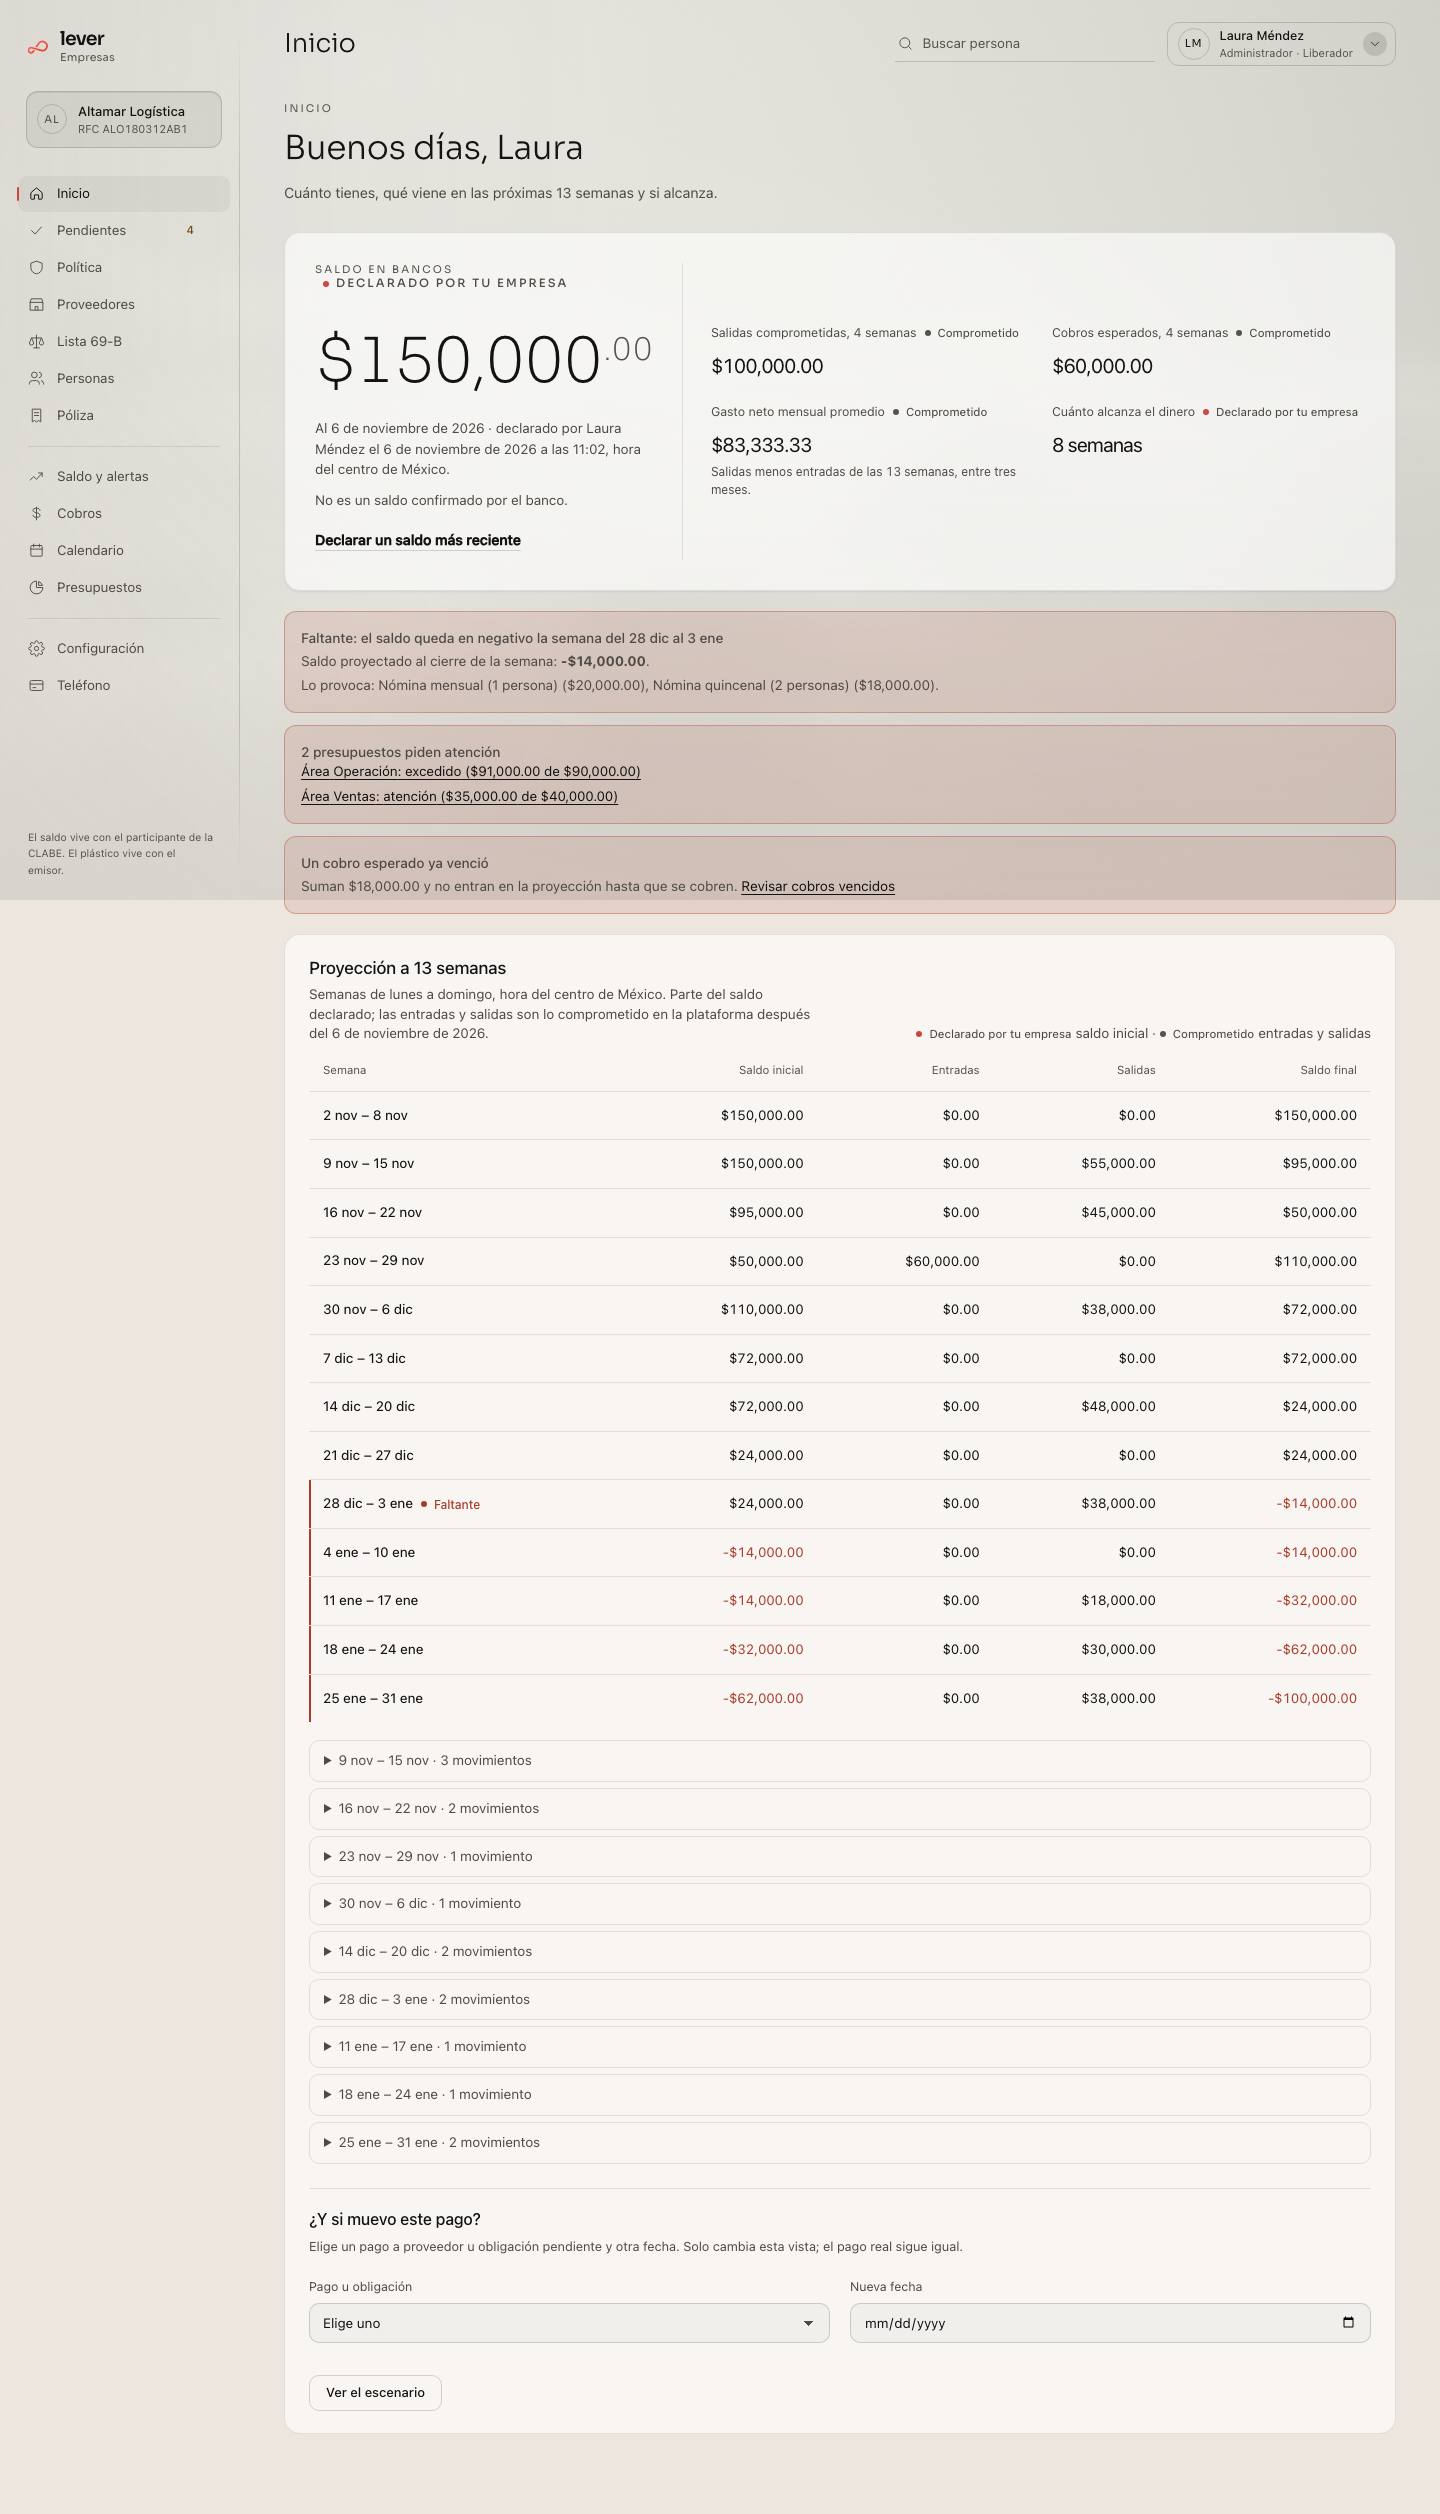 lever
Empresas
AL
Altamar Logística
RFC ALO180312AB1
Inicio
Pendientes 4
Política
Proveedores
Lista 69-B
Personas
Póliza
Saldo y alertas
Cobros
Calendario
Presupuestos
Configuración
Teléfono
El saldo vive con el participante de la
CLABE. El plástico vive con el
emisor.
Inicio
Buscar persona
LM
Laura Méndez
Administrador · Liberador
INICIO
Buenos días, Laura
Cuánto tienes, qué viene en las próximas 13 semanas y si alcanza.
SALDO EN BANCOS
DECLARADO POR TU EMPRESA
$150,000.00
Al 6 de noviembre de 2026 · declarado por Laura
Méndez el 6 de noviembre de 2026 a las 11:02, hora
del centro de México.
No es un saldo confirmado por el banco.
Declarar un saldo más reciente
Salidas comprometidas, 4 semanas Comprometido
$100,000.00
Cobros esperados, 4 semanas Comprometido
$60,000.00
Gasto neto mensual promedio Comprometido
$83,333.33
Salidas menos entradas de las 13 semanas, entre tres
meses.
Cuánto alcanza el dinero Declarado por tu empresa
8 semanas
Faltante: el saldo queda en negativo la semana del 28 dic al 3 ene
Saldo proyectado al cierre de la semana: -$14,000.00.
Lo provoca: Nómina mensual (1 persona) ($20,000.00), Nómina quincenal (2 personas) ($18,000.00).
2 presupuestos piden atención
Área Operación: excedido ($91,000.00 de $90,000.00)
Área Ventas: atención ($35,000.00 de $40,000.00)
Un cobro esperado ya venció
Suman $18,000.00 y no entran en la proyección hasta que se cobren. Revisar cobros vencidos
Proyección a 13 semanas
Semanas de lunes a domingo, hora del centro de México. Parte del saldo
declarado; las entradas y salidas son lo comprometido en la plataforma después
del 6 de noviembre de 2026.
Declarado por tu empresa saldo inicial · Comprometido entradas y salidas
Semana Saldo inicial Entradas Salidas Saldo final
2 nov – 8 nov $150,000.00 $0.00 $0.00 $150,000.00
9 nov – 15 nov $150,000.00 $0.00 $55,000.00 $95,000.00
16 nov – 22 nov $95,000.00 $0.00 $45,000.00 $50,000.00
23 nov – 29 nov $50,000.00 $60,000.00 $0.00 $110,000.00
30 nov – 6 dic $110,000.00 $0.00 $38,000.00 $72,000.00
7 dic – 13 dic $72,000.00 $0.00 $0.00 $72,000.00
14 dic – 20 dic $72,000.00 $0.00 $48,000.00 $24,000.00
21 dic – 27 dic $24,000.00 $0.00 $0.00 $24,000.00
28 dic – 3 ene Faltante $24,000.00 $0.00 $38,000.00 -$14,000.00
4 ene – 10 ene -$14,000.00 $0.00 $0.00 -$14,000.00
11 ene – 17 ene -$14,000.00 $0.00 $18,000.00 -$32,000.00
18 ene – 24 ene -$32,000.00 $0.00 $30,000.00 -$62,000.00
25 ene – 31 ene -$62,000.00 $0.00 $38,000.00 -$100,000.00
9 nov – 15 nov · 3 movimientos
16 nov – 22 nov · 2 movimientos
23 nov – 29 nov · 1 movimiento
30 nov – 6 dic · 1 movimiento
14 dic – 20 dic · 2 movimientos
28 dic – 3 ene · 2 movimientos
11 ene – 17 ene · 1 movimiento
18 ene – 24 ene · 1 movimiento
25 ene – 31 ene · 2 movimientos
¿Y si muevo este pago?
Elige un pago a proveedor u obligación pendiente y otra fecha. Solo cambia esta vista; el pago real sigue igual.
Pago u obligación
Elige uno
Nueva fecha
mm/dd/yyyy
Ver el escenario